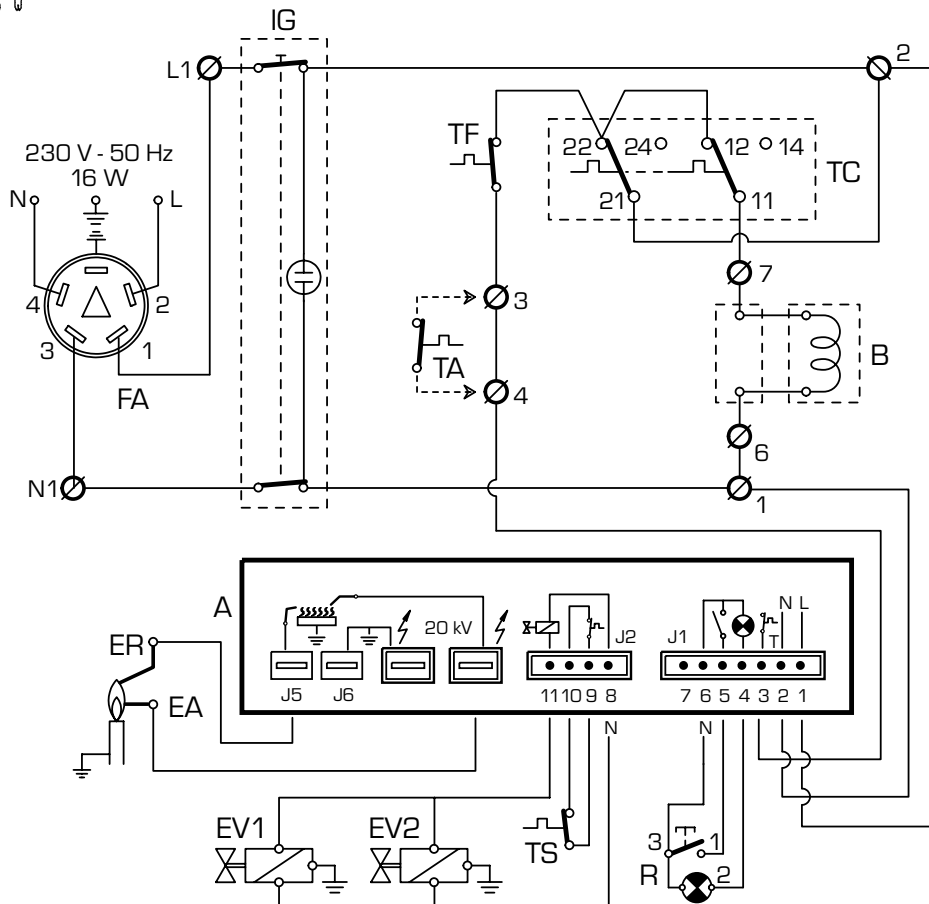 IG
L1
2
TF
22 24 12 14
TC
230 V - 50 Hz
16 W
N L
21 11
4 2
7
3
3 1
TA
B
FA
4
6
N1
1
A
20 kV
J2
J1
N L
T
ER
J5 J6
11 10 9 8
7 6 5 4 3 2 1
EA
N
N
EV1 EV2
TS
3 1
R
2